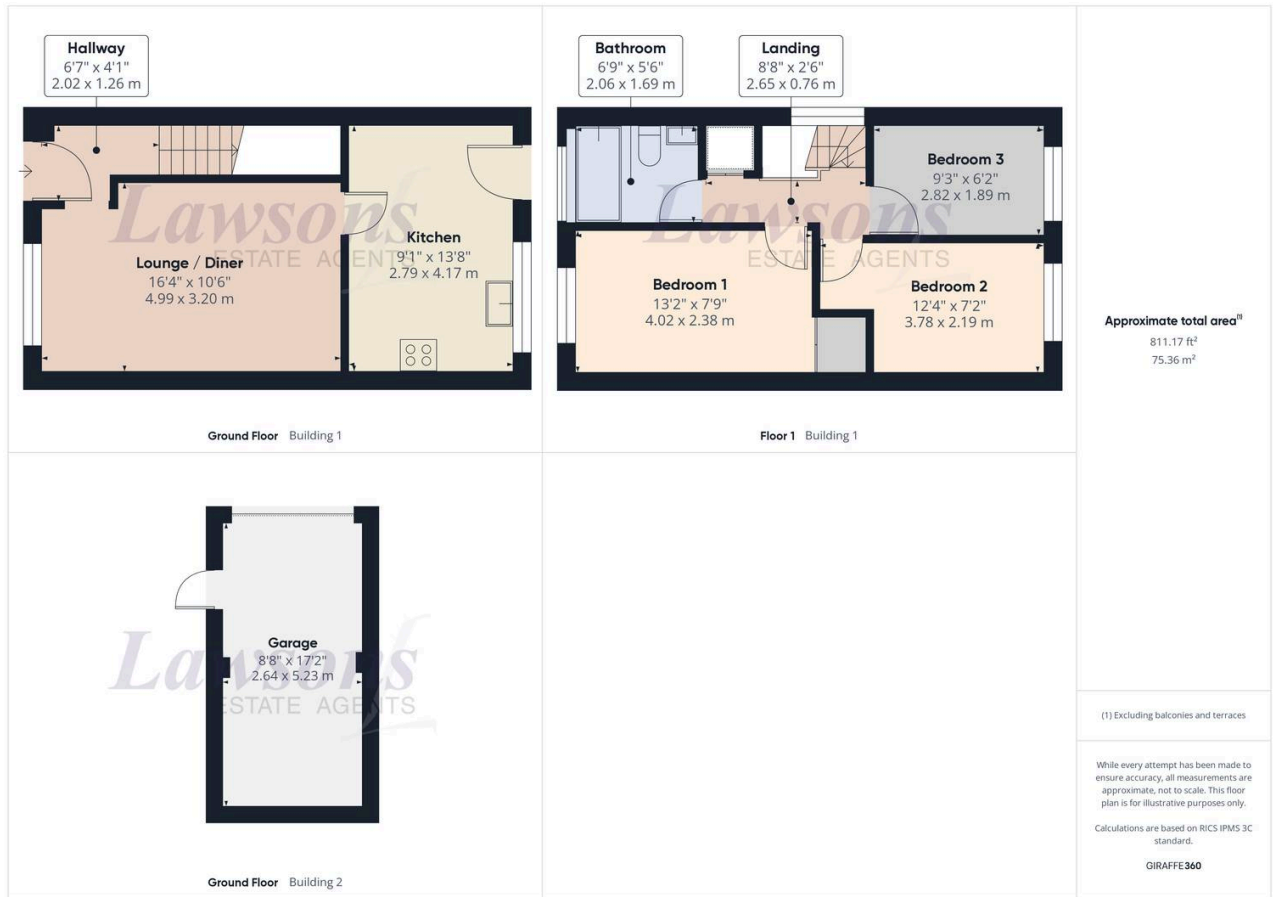 Hallway
6'7" x 4'1"
2.02 x 1.26 m
Lawsons
ESTATE AGENTS
Lounge / Diner
16'4" x 10'6"
4.99 x 3.20 m
Kitchen
9'1" x 13'8"
2.79 x 4.17 m
Ground Floor Building 1
Bathroom
6'9" x 5'6"
2.06 x 1.69 m
Landing
8'8" x 2'6"
2.65 x 0.76 m
Bedroom 3
9'3" x 6'2"
2.82 x 1.89 m
Lawsons
ESTATE AGENTS
Bedroom 1
13'2" x 7'9"
4.02 x 2.38 m
Bedroom 2
12'4" x 7'2"
3.78 x 2.19 m
Floor 1 Building 1
Garage
8'8" x 17'2"
2.64 x 5.23 m
Lawsons
ESTATE AGENTS
Ground Floor Building 2
Approximate total area⁽¹⁾
811.17 ft²
75.36 m²
(1) Excluding balconies and terraces
While every attempt has been made to
ensure accuracy, all measurements are
approximate, not to scale. This floor
plan is for illustrative purposes only.
Calculations are based on RICS IPMS 3C
standard.
GIRAFFE360